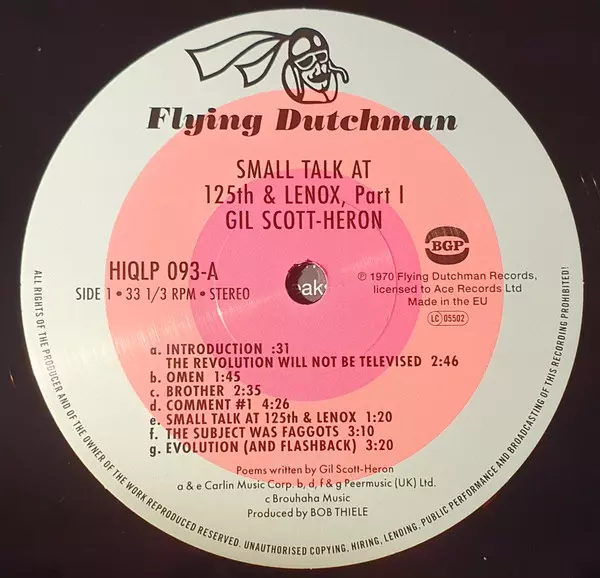 Flying Dutchman
SMALL TALK AT
125th & LENOX, Part I
GIL SCOTT-HERON
BGP
HIQLP 093-A
SIDE 1 • 33 1/3 RPM • STEREO
℗ 1970 Flying Dutchman Records,
licensed to Ace Records Ltd
Made in the EU
LC 05502
eaks
a. INTRODUCTION :31
THE REVOLUTION WILL NOT BE TELEVISED 2:46
b. OMEN 1:45
c. BROTHER 2:35
d. COMMENT #1 4:26
e. SMALL TALK AT 125th & LENOX 1:20
f. THE SUBJECT WAS FAGGOTS 3:10
g. EVOLUTION (AND FLASHBACK) 3:20
Poems written by Gil Scott-Heron
a & e Carlin Music Corp. b, d, f & g Peermusic (UK) Ltd.
c Brouhaha Music
Produced by BOB THIELE
ALL RIGHTS OF THE PRODUCER AND OF THE OWNER OF THE WORK REPRODUCED RESERVED. UNAUTHORISED COPYING, HIRING, LENDING, PUBLIC PERFORMANCE AND BROADCASTING OF THIS RECORDING PROHIBITED!